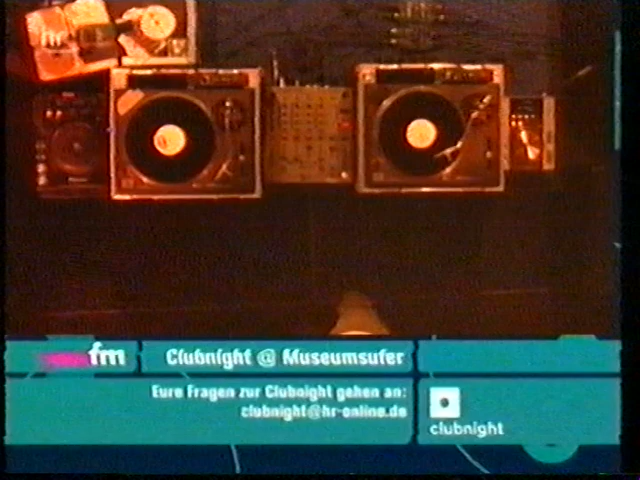 fm
Clubnight @ Museumsufer
Eure Fragen zur Clubnight gehen an:
clubnight@hr-online.de
clubnight